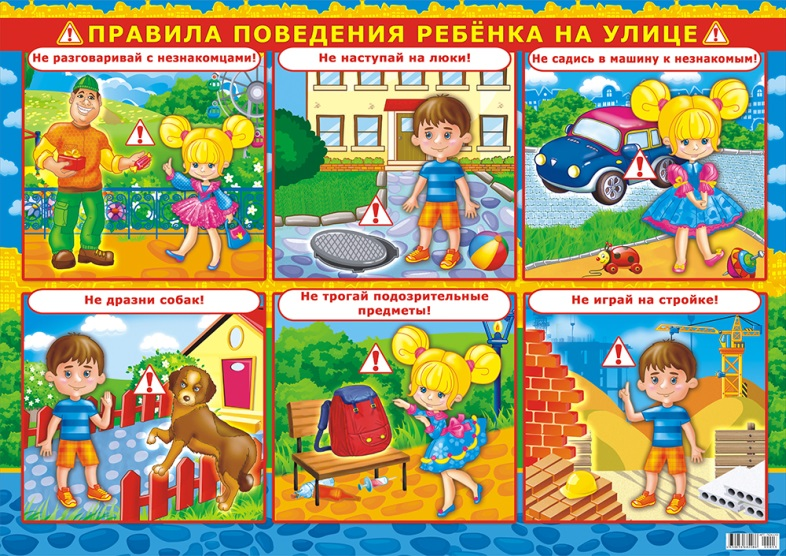 ПРАВИЛА ПОВЕДЕНИЯ РЕБЁНКА НА УЛИЦЕ
Не разговаривай с незнакомцами!
Не наступай на люки!
Не садись в машину к незнакомым!
Не дразни собак!
Не трогай подозрительные
предметы!
Не играй на стройке!